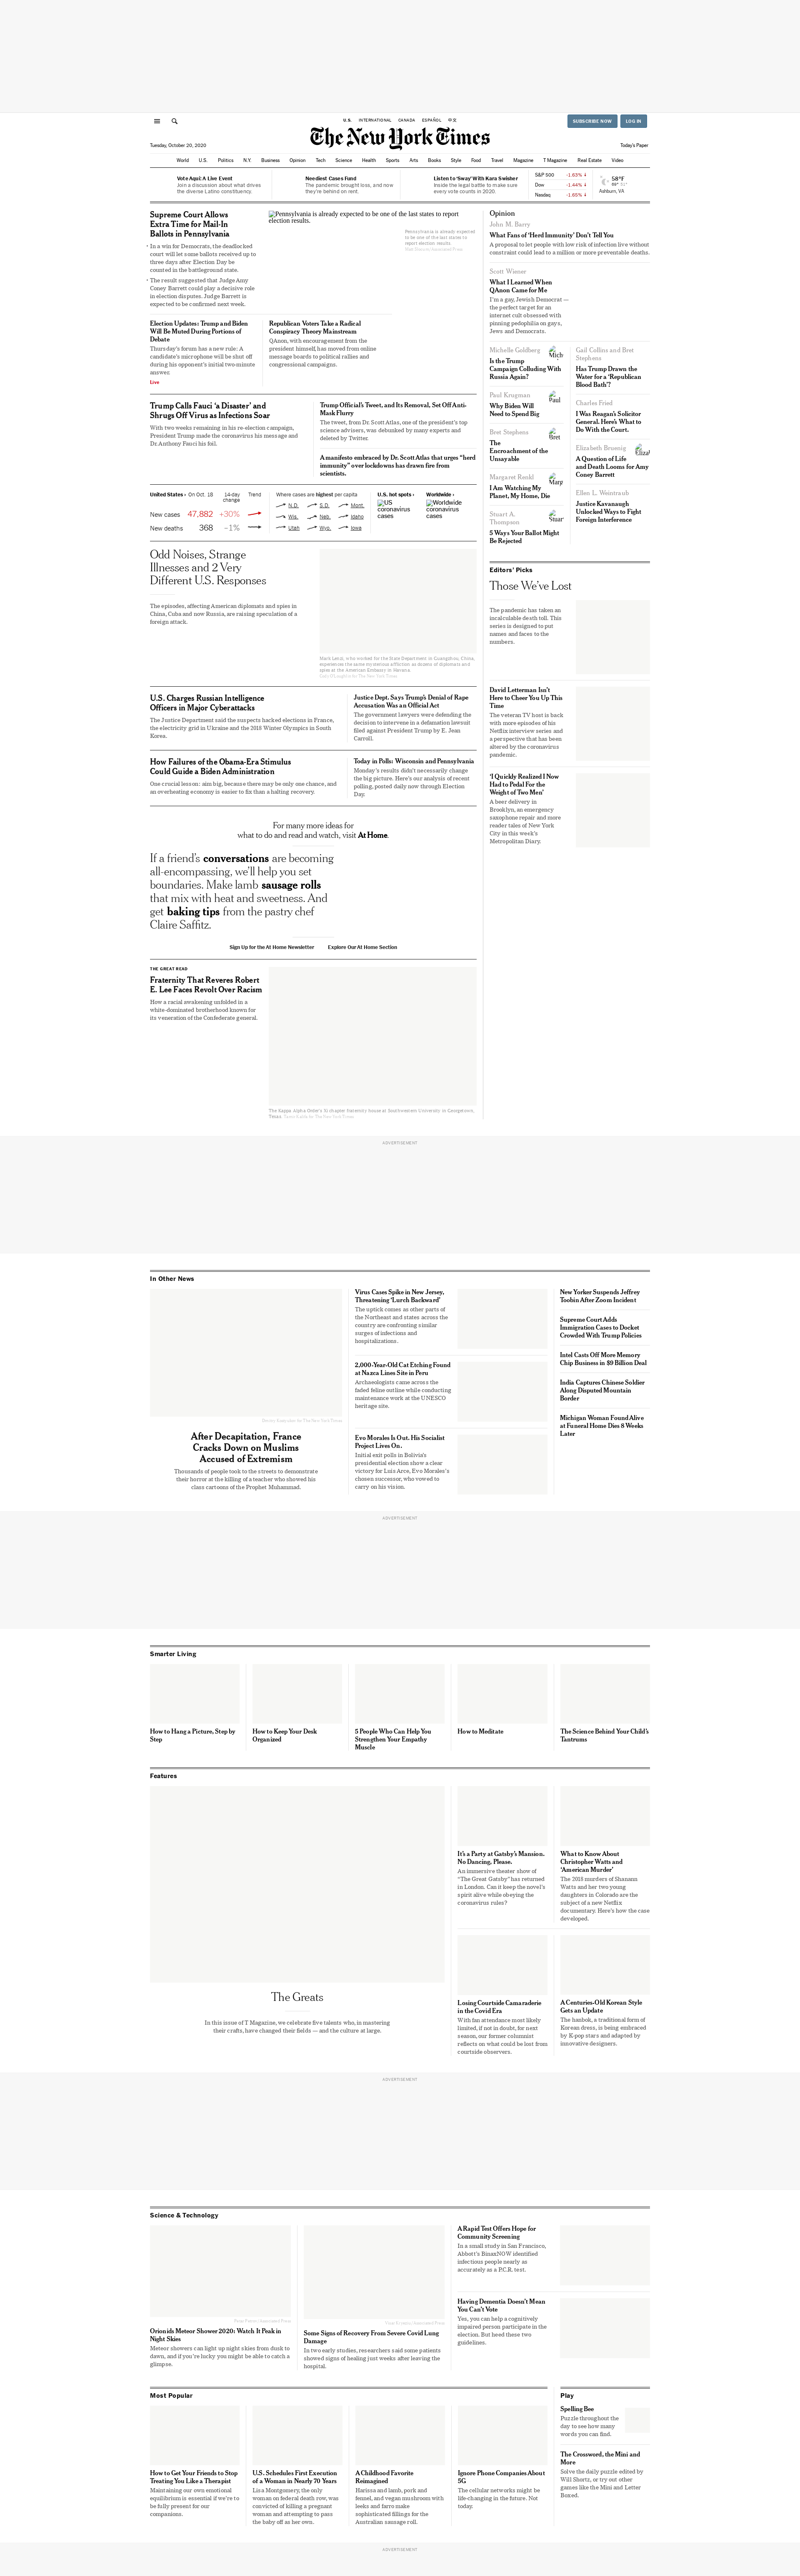 U.S. INTERNATIONAL CANADA ESPAÑOL 中文
SUBSCRIBE NOW LOG IN
The New York Times
Tuesday, October 20, 2020
Today's Paper
World U.S. Politics N.Y. Business Opinion Tech Science Health Sports Arts Books Style Food Travel Magazine T Magazine Real Estate Video
Vote Aquí: A Live Event
Join a discussion about what drives
the diverse Latino constituency.
Neediest Cases Fund
The pandemic brought loss, and now
they're behind on rent.
Listen to 'Sway' With Kara Swisher
Inside the legal battle to make sure
every vote counts in 2020.
S&P 500 -1.63%
Dow -1.44%
Nasdaq -1.65%
58°F
Ashburn, VA
Supreme Court Allows
Extra Time for Mail-In
Ballots in Pennsylvania
• In a win for Democrats, the deadlocked
court will let some ballots received up to
three days after Election Day be
counted in the battleground state.
• The result suggested that Judge Amy
Coney Barrett could play a decisive role
in election disputes. Judge Barrett is
expected to be confirmed next week.
Pennsylvania is already expected to be one of the last states to report
election results.
Pennsylvania is already expected
to be one of the last states to
report election results.
Election Updates: Trump and Biden
Will Be Muted During Portions of
Debate
Thursday's forum has a new rule: A
candidate's microphone will be shut off
during his opponent's initial two-minute
answer.
Live
Republican Voters Take a Radical
Conspiracy Theory Mainstream
QAnon, with encouragement from the
president himself, has moved from online
message boards to political rallies and
congressional campaigns.
Trump Calls Fauci 'a Disaster' and
Shrugs Off Virus as Infections Soar
With two weeks remaining in his re-election campaign,
President Trump made the coronavirus his message and
Dr. Anthony Fauci his foil.
Trump Official's Tweet, and Its Removal, Set Off Anti-
Mask Flurry
The tweet, from Dr. Scott Atlas, one of the president's top
science advisers, was debunked by many experts and
deleted by Twitter.
A manifesto embraced by Dr. Scott Atlas that urges "herd
immunity" over lockdowns has drawn fire from
scientists.
United States › On Oct. 18 14-day
change Trend
New cases 47,882 +30%
New deaths 368 –1%
Where cases are highest per capita
N.D. S.D. Mont.
Wis. Neb. Idaho
Utah Wyo. Iowa
U.S. hot spots ›
US
coronavirus
cases
Worldwide ›
Worldwide
coronavirus
cases
Odd Noises, Strange
Illnesses and 2 Very
Different U.S. Responses
The episodes, affecting American diplomats and spies in
China, Cuba and now Russia, are raising speculation of a
foreign attack.
Mark Lenzi, who worked for the State Department in Guangzhou, China,
experienced the same mysterious affliction as dozens of diplomats and
spies at the American Embassy in Havana.
U.S. Charges Russian Intelligence
Officers in Major Cyberattacks
The Justice Department said the suspects hacked elections in France,
the electricity grid in Ukraine and the 2018 Winter Olympics in South
Korea.
Justice Dept. Says Trump's Denial of Rape
Accusation Was an Official Act
The government lawyers were defending the
decision to intervene in a defamation lawsuit
filed against President Trump by E. Jean
Carroll.
How Failures of the Obama-Era Stimulus
Could Guide a Biden Administration
One crucial lesson: aim big, because there may be only one chance, and
an overheating economy is easier to fix than a halting recovery.
Today in Polls: Wisconsin and Pennsylvania
Monday's results didn't necessarily change
the big picture. Here's our analysis of recent
polling, posted daily now through Election
Day.
For many more ideas for
what to do and read and watch, visit At Home.
If a friend's conversations are becoming
all-encompassing, we'll help you set
boundaries. Make lamb sausage rolls
that mix with heat and sweetness. And
get baking tips from the pastry chef
Claire Saffitz.
Sign Up for the At Home Newsletter Explore Our At Home Section
THE GREAT READ
Fraternity That Reveres Robert
E. Lee Faces Revolt Over Racism
How a racial awakening unfolded in a
white-dominated brotherhood known for
its veneration of the Confederate general.
The Kappa Alpha Order's Xi chapter fraternity house at Southwestern University in Georgetown,
Texas.
Opinion
John M. Barry
What Fans of 'Herd Immunity' Don't Tell You
A proposal to let people with low risk of infection live without
constraint could lead to a million or more preventable deaths.
Scott Wiener
What I Learned When
QAnon Came for Me
I'm a gay, Jewish Democrat —
the perfect target for an
internet cult obsessed with
pinning pedophilia on gays,
Jews and Democrats.
Michelle Goldberg
Is the Trump
Campaign Colluding With
Russia Again?
Paul Krugman
Why Biden Will
Need to Spend Big
Bret Stephens
The
Encroachment of the
Unsayable
Margaret Renkl
I Am Watching My
Planet, My Home, Die
Stuart A.
Thompson
5 Ways Your Ballot Might
Be Rejected
Gail Collins and Bret
Stephens
Has Trump Drawn the
Water for a 'Republican
Blood Bath'?
Charles Fried
I Was Reagan's Solicitor
General. Here's What to
Do With the Court.
Elizabeth Bruenig
A Question of Life
and Death Looms for Amy
Coney Barrett
Ellen L. Weintraub
Justice Kavanaugh
Unlocked Ways to Fight
Foreign Interference
Editors' Picks
Those We've Lost
The pandemic has taken an
incalculable death toll. This
series is designed to put
names and faces to the
numbers.
David Letterman Isn't
Here to Cheer You Up This
Time
The veteran TV host is back
with more episodes of his
Netflix interview series and
a perspective that has been
altered by the coronavirus
pandemic.
'I Quickly Realized I Now
Had to Pedal For the
Weight of Two Men'
A beer delivery in
Brooklyn, an emergency
saxophone repair and more
reader tales of New York
City in this week's
Metropolitan Diary.
ADVERTISEMENT
In Other News
After Decapitation, France
Cracks Down on Muslims
Accused of Extremism
Thousands of people took to the streets to demonstrate
their horror at the killing of a teacher who showed his
class cartoons of the Prophet Muhammad.
Virus Cases Spike in New Jersey,
Threatening 'Lurch Backward'
The uptick comes as other parts of
the Northeast and states across the
country are confronting similar
surges of infections and
hospitalizations.
2,000-Year-Old Cat Etching Found
at Nazca Lines Site in Peru
Archaeologists came across the
faded feline outline while conducting
maintenance work at the UNESCO
heritage site.
Evo Morales Is Out. His Socialist
Project Lives On.
Initial exit polls in Bolivia's
presidential election show a clear
victory for Luis Arce, Evo Morales's
chosen successor, who vowed to
carry on his vision.
New Yorker Suspends Jeffrey
Toobin After Zoom Incident
Supreme Court Adds
Immigration Cases to Docket
Crowded With Trump Policies
Intel Casts Off More Memory
Chip Business in $9 Billion Deal
India Captures Chinese Soldier
Along Disputed Mountain
Border
Michigan Woman Found Alive
at Funeral Home Dies 8 Weeks
Later
ADVERTISEMENT
Smarter Living
How to Hang a Picture, Step by
Step
How to Keep Your Desk
Organized
5 People Who Can Help You
Strengthen Your Empathy
Muscle
How to Meditate
The Science Behind Your Child's
Tantrums
Features
The Greats
In this issue of T Magazine, we celebrate five talents who, in mastering
their crafts, have changed their fields — and the culture at large.
It's a Party at Gatsby's Mansion.
No Dancing, Please.
An immersive theater show of
"The Great Gatsby" has returned
in London. Can it keep the novel's
spirit alive while obeying the
coronavirus rules?
What to Know About
Christopher Watts and
'American Murder'
The 2018 murders of Shanann
Watts and her two young
daughters in Colorado are the
subject of a new Netflix
documentary. Here's how the case
developed.
Losing Courtside Camaraderie
in the Covid Era
With fan attendance most likely
limited, if not in doubt, for next
season, our former columnist
reflects on what could be lost from
courtside observers.
A Centuries-Old Korean Style
Gets an Update
The hanbok, a traditional form of
Korean dress, is being embraced
by K-pop stars and adapted by
innovative designers.
ADVERTISEMENT
Science & Technology
Orionids Meteor Shower 2020: Watch It Peak in
Night Skies
Meteor showers can light up night skies from dusk to
dawn, and if you're lucky you might be able to catch a
glimpse.
Some Signs of Recovery From Severe Covid Lung
Damage
In two early studies, researchers said some patients
showed signs of healing just weeks after leaving the
hospital.
A Rapid Test Offers Hope for
Community Screening
In a small study in San Francisco,
Abbott's BinaxNOW identified
infectious people nearly as
accurately as a P.C.R. test.
Having Dementia Doesn't Mean
You Can't Vote
Yes, you can help a cognitively
impaired person participate in the
election. But heed these two
guidelines.
Most Popular
How to Get Your Friends to Stop
Treating You Like a Therapist
Maintaining our own emotional
equilibrium is essential if we're to
be fully present for our
companions.
U.S. Schedules First Execution
of a Woman in Nearly 70 Years
Lisa Montgomery, the only
woman on federal death row, was
convicted of killing a pregnant
woman and attempting to pass
the baby off as her own.
A Childhood Favorite
Reimagined
Harissa and lamb, pork and
fennel, and vegan mushroom with
leeks and farro make
sophisticated fillings for the
Australian sausage roll.
Ignore Phone Companies About
5G
The cellular networks might be
life-changing in the future. Not
today.
Play
Spelling Bee
Puzzle throughout the
day to see how many
words you can find.
The Crossword, the Mini and
More
Solve the daily puzzle edited by
Will Shortz, or try out other
games like the Mini and Letter
Boxed.
ADVERTISEMENT